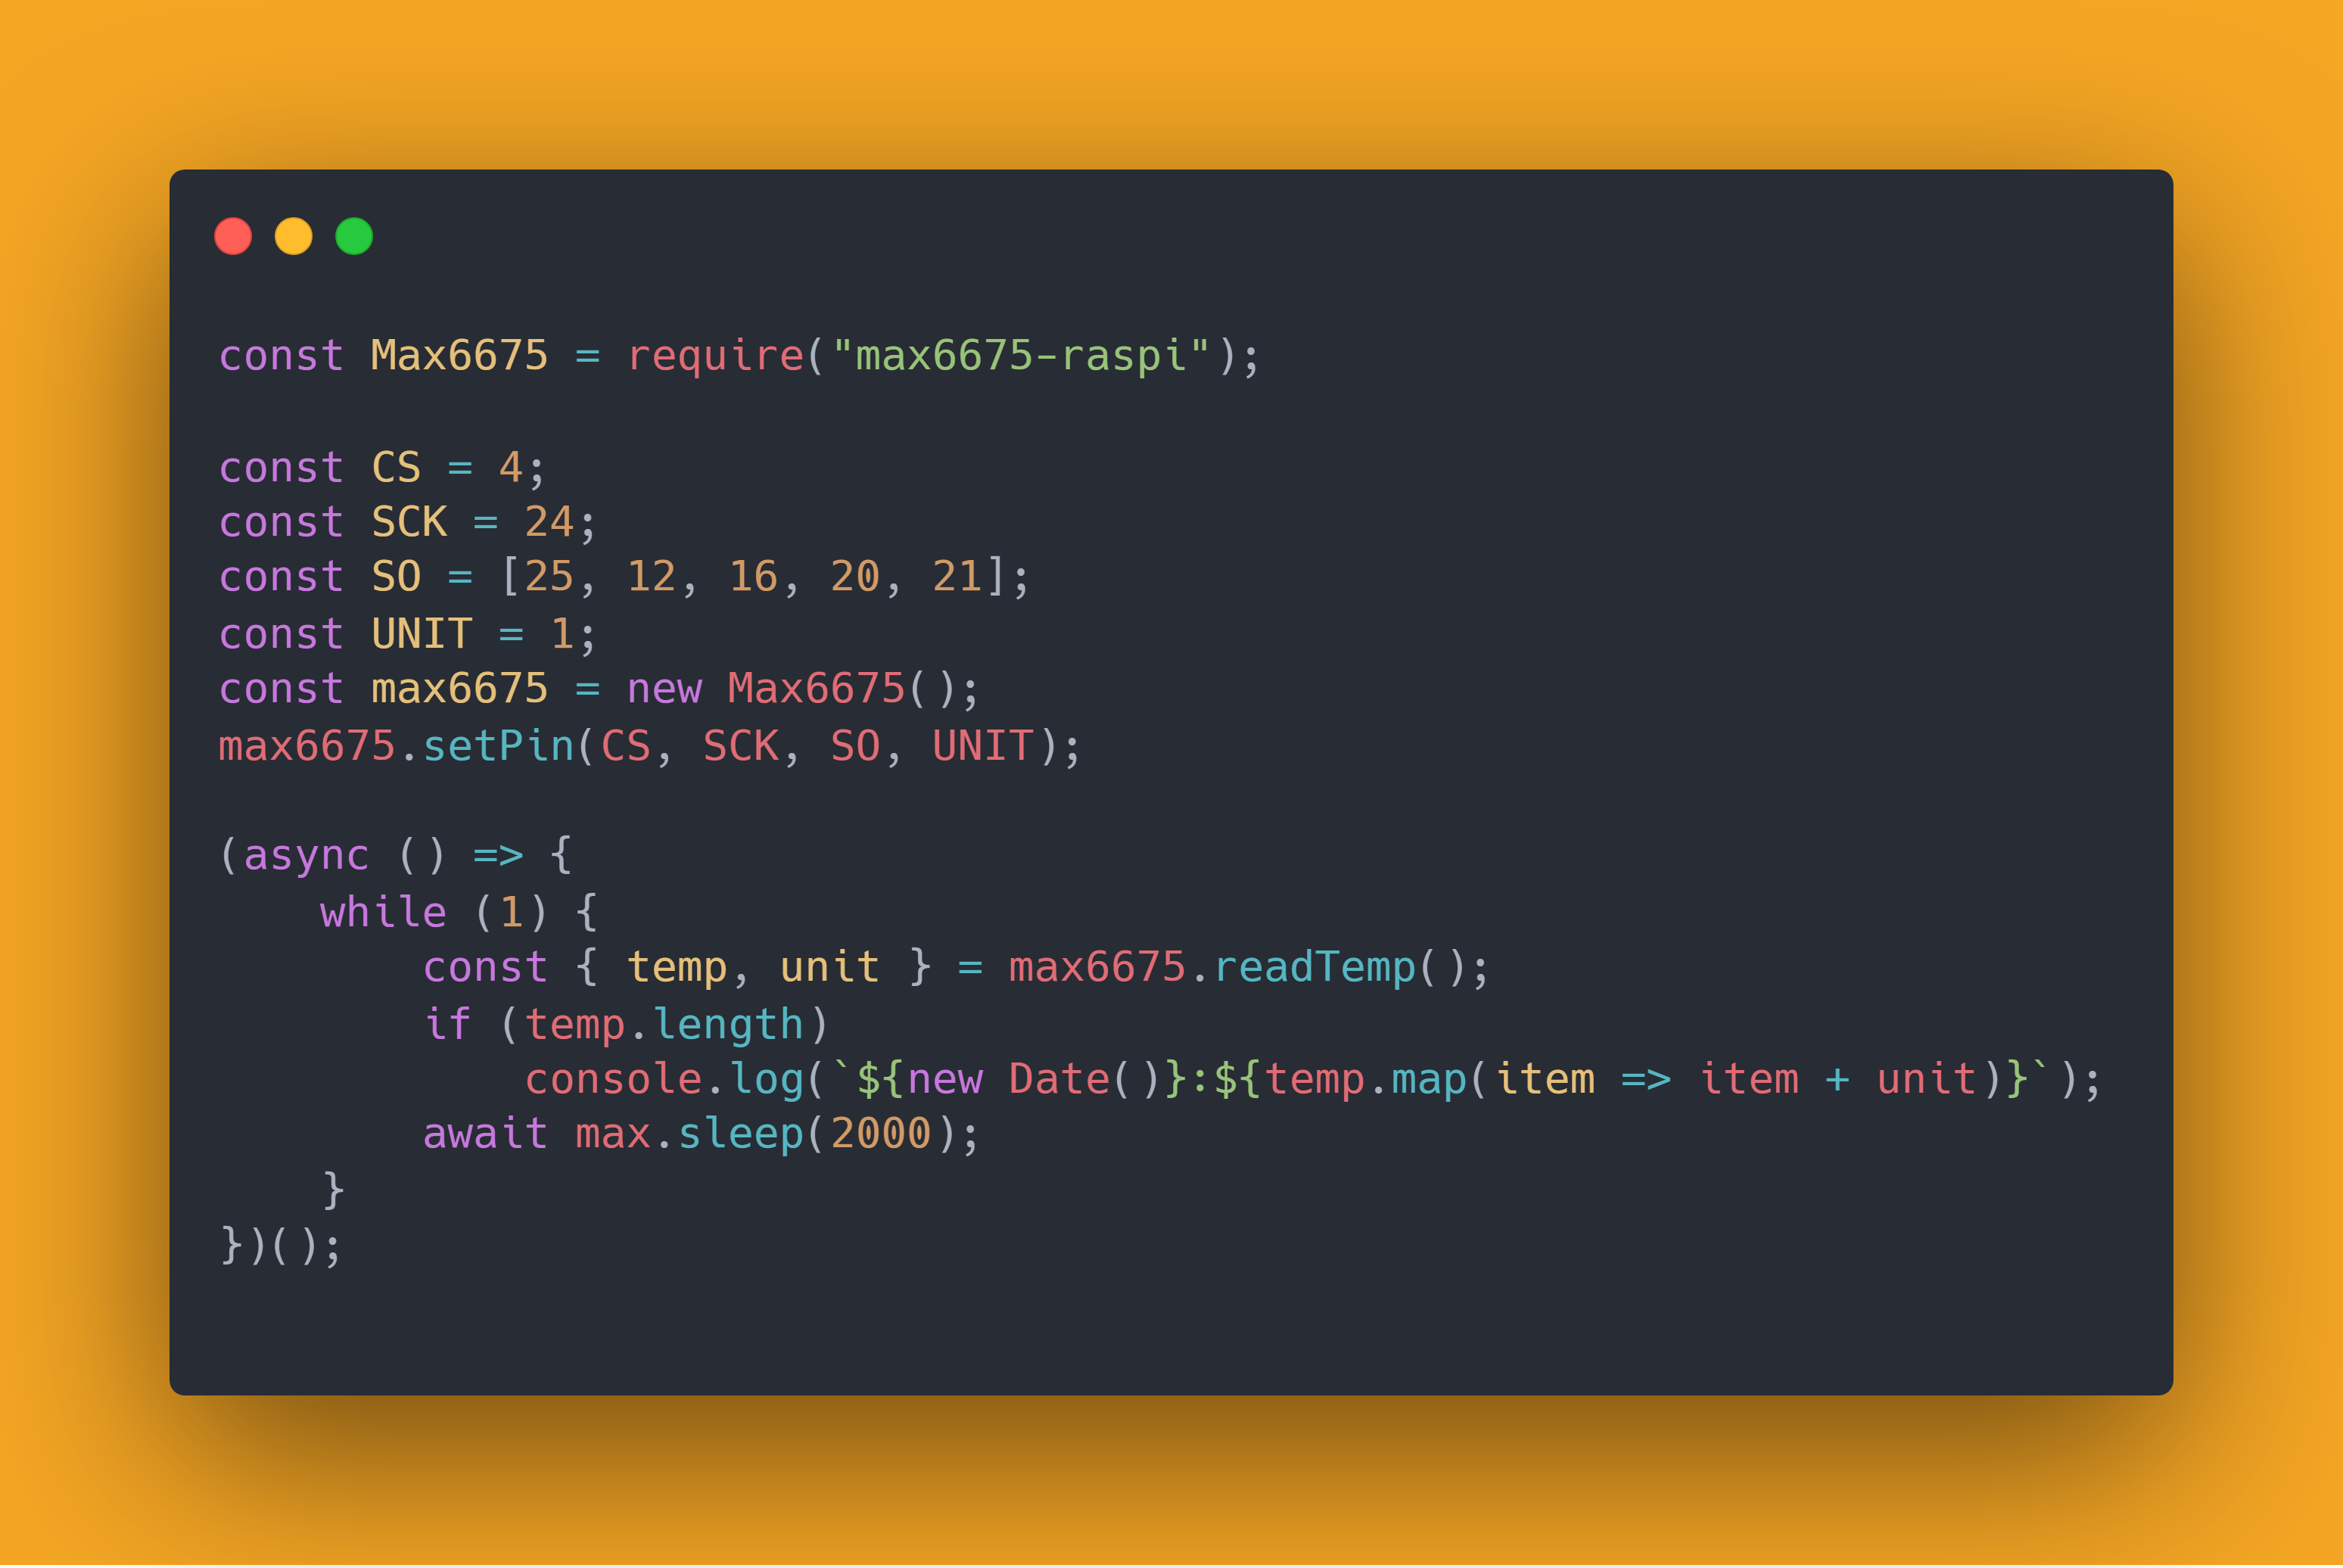 const Max6675 = require("max6675-raspi");

const CS = 4;
const SCK = 24;
const SO = [25, 12, 16, 20, 21];
const UNIT = 1;
const max6675 = new Max6675();
max6675.setPin(CS, SCK, SO, UNIT);

(async () => {
    while (1) {
        const { temp, unit } = max6675.readTemp();
        if (temp.length)
            console.log(`${new Date()}:${temp.map(item => item + unit)}`);
        await max.sleep(2000);
    }
})();